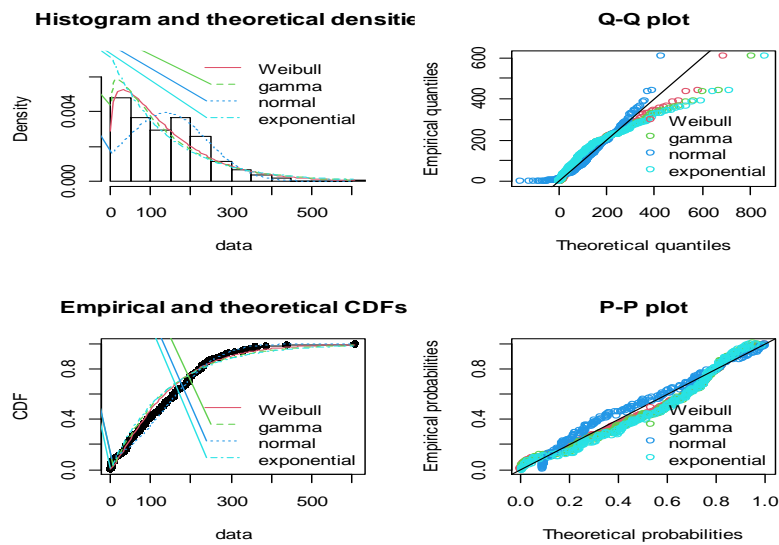 Histogram and theoretical densitie
Density
0.000
0.004
0
100
300
500
data
Weibull
gamma
normal
exponential
Q-Q plot
Empirical quantiles
0
200
400
600
0
200
400
600
800
Theoretical quantiles
Weibull
gamma
normal
exponential
Empirical and theoretical CDFs
CDF
0.0
0.4
0.8
0
100
300
500
data
Weibull
gamma
normal
exponential
P-P plot
Empirical probabilities
0.0
0.4
0.8
0.0
0.2
0.4
0.6
0.8
1.0
Theoretical probabilities
Weibull
gamma
normal
exponential